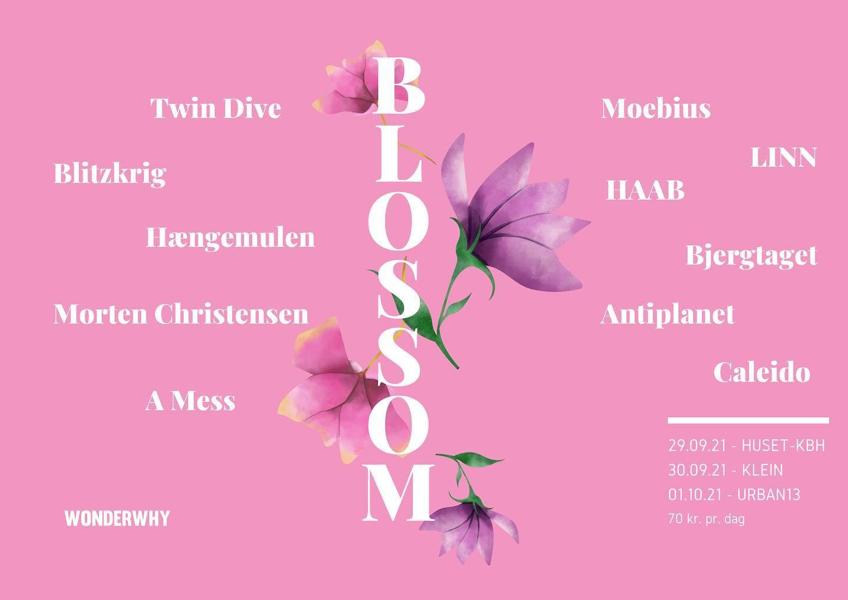 BLOSSOM
Twin Dive
Blitzkrig
Hængemulen
Morten Christensen
A Mess
WONDERWHY
Moebius
LINN
HAAB
Bjergtaget
Antiplanet
Caleido
29.09.21 - HUSET-KBH
30.09.21 - KLEIN
01.10.21 - URBAN13
70 kr. pr. dag